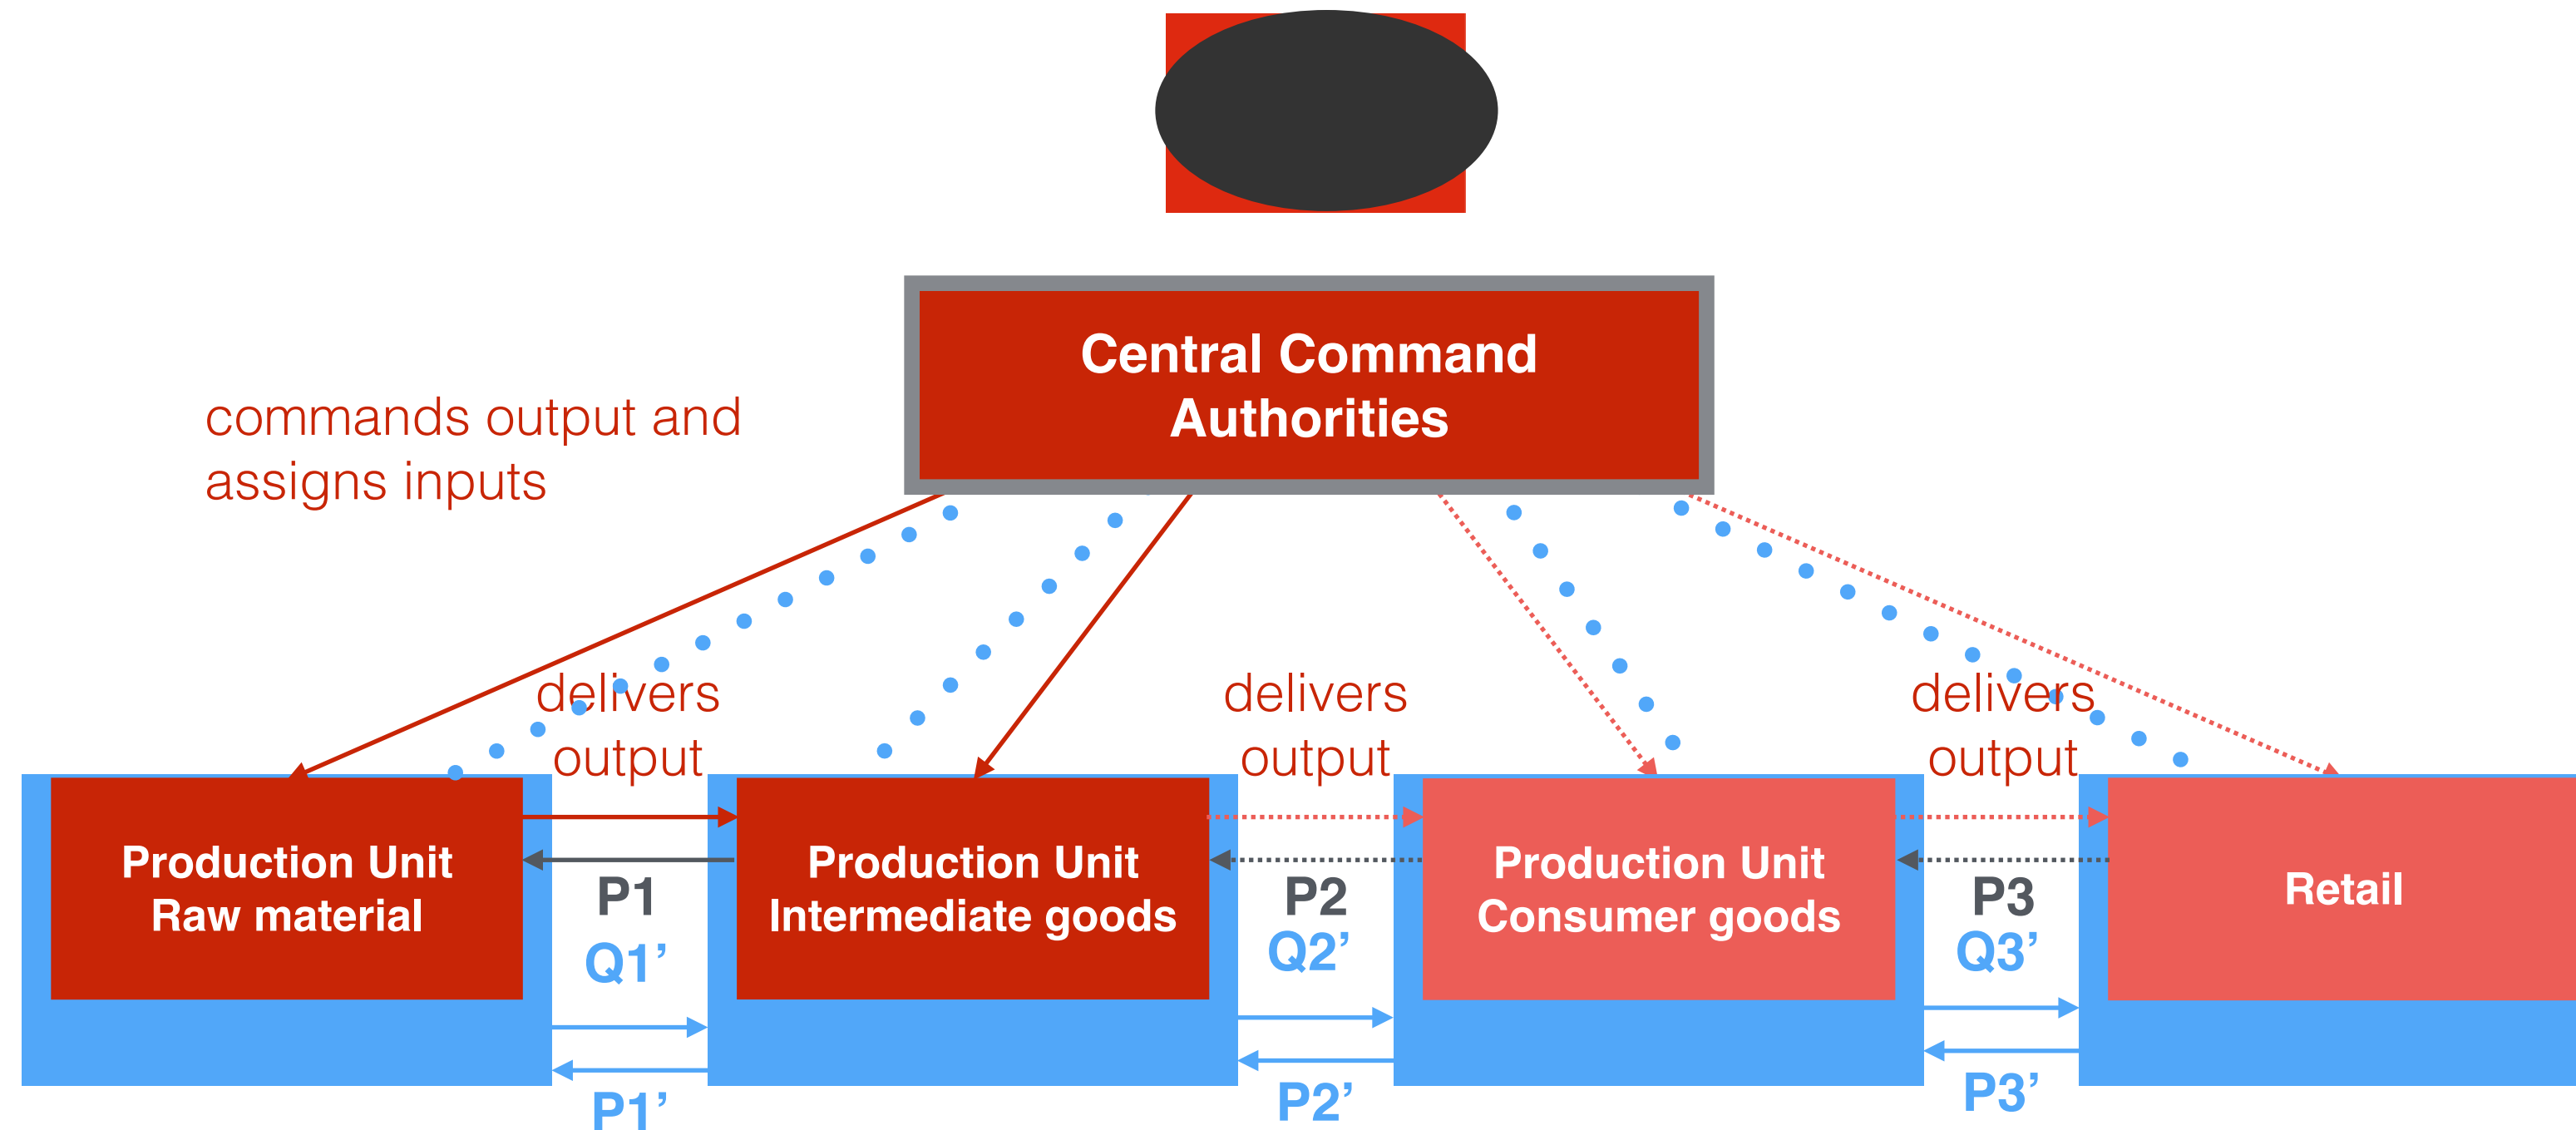 Central Command
Authorities
commands output and
assigns inputs
delivers
output
delivers
output
delivers
output
Production Unit
Raw material
P1
Q1’
P1’
Production Unit
Intermediate goods
P2
Q2’
P2’
Production Unit
Consumer goods
P3
Q3’
P3’
Retail